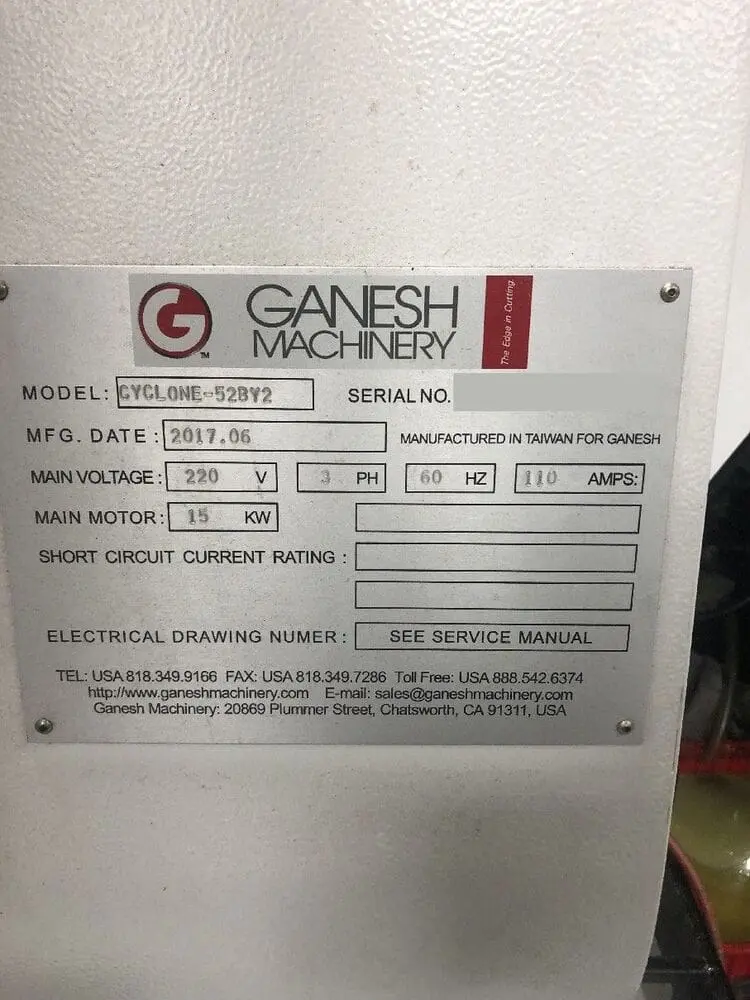 G
TM
GANESH
MACHINERY
The Edge in Cutting.
MODEL: CYCLONE-52BY2 SERIAL NO.
MFG. DATE : 2017.06 MANUFACTURED IN TAIWAN FOR GANESH
MAIN VOLTAGE : 220 V 3 PH 60 HZ 110 AMPS:
MAIN MOTOR : 15 KW
SHORT CIRCUIT CURRENT RATING :
ELECTRICAL DRAWING NUMER : SEE SERVICE MANUAL
TEL: USA 818.349.9166 FAX: USA 818.349.7286 Toll Free: USA 888.542.6374
http://www.ganeshmachinery.com E-mail: sales@ganeshmachinery.com
Ganesh Machinery: 20869 Plummer Street, Chatsworth, CA 91311, USA